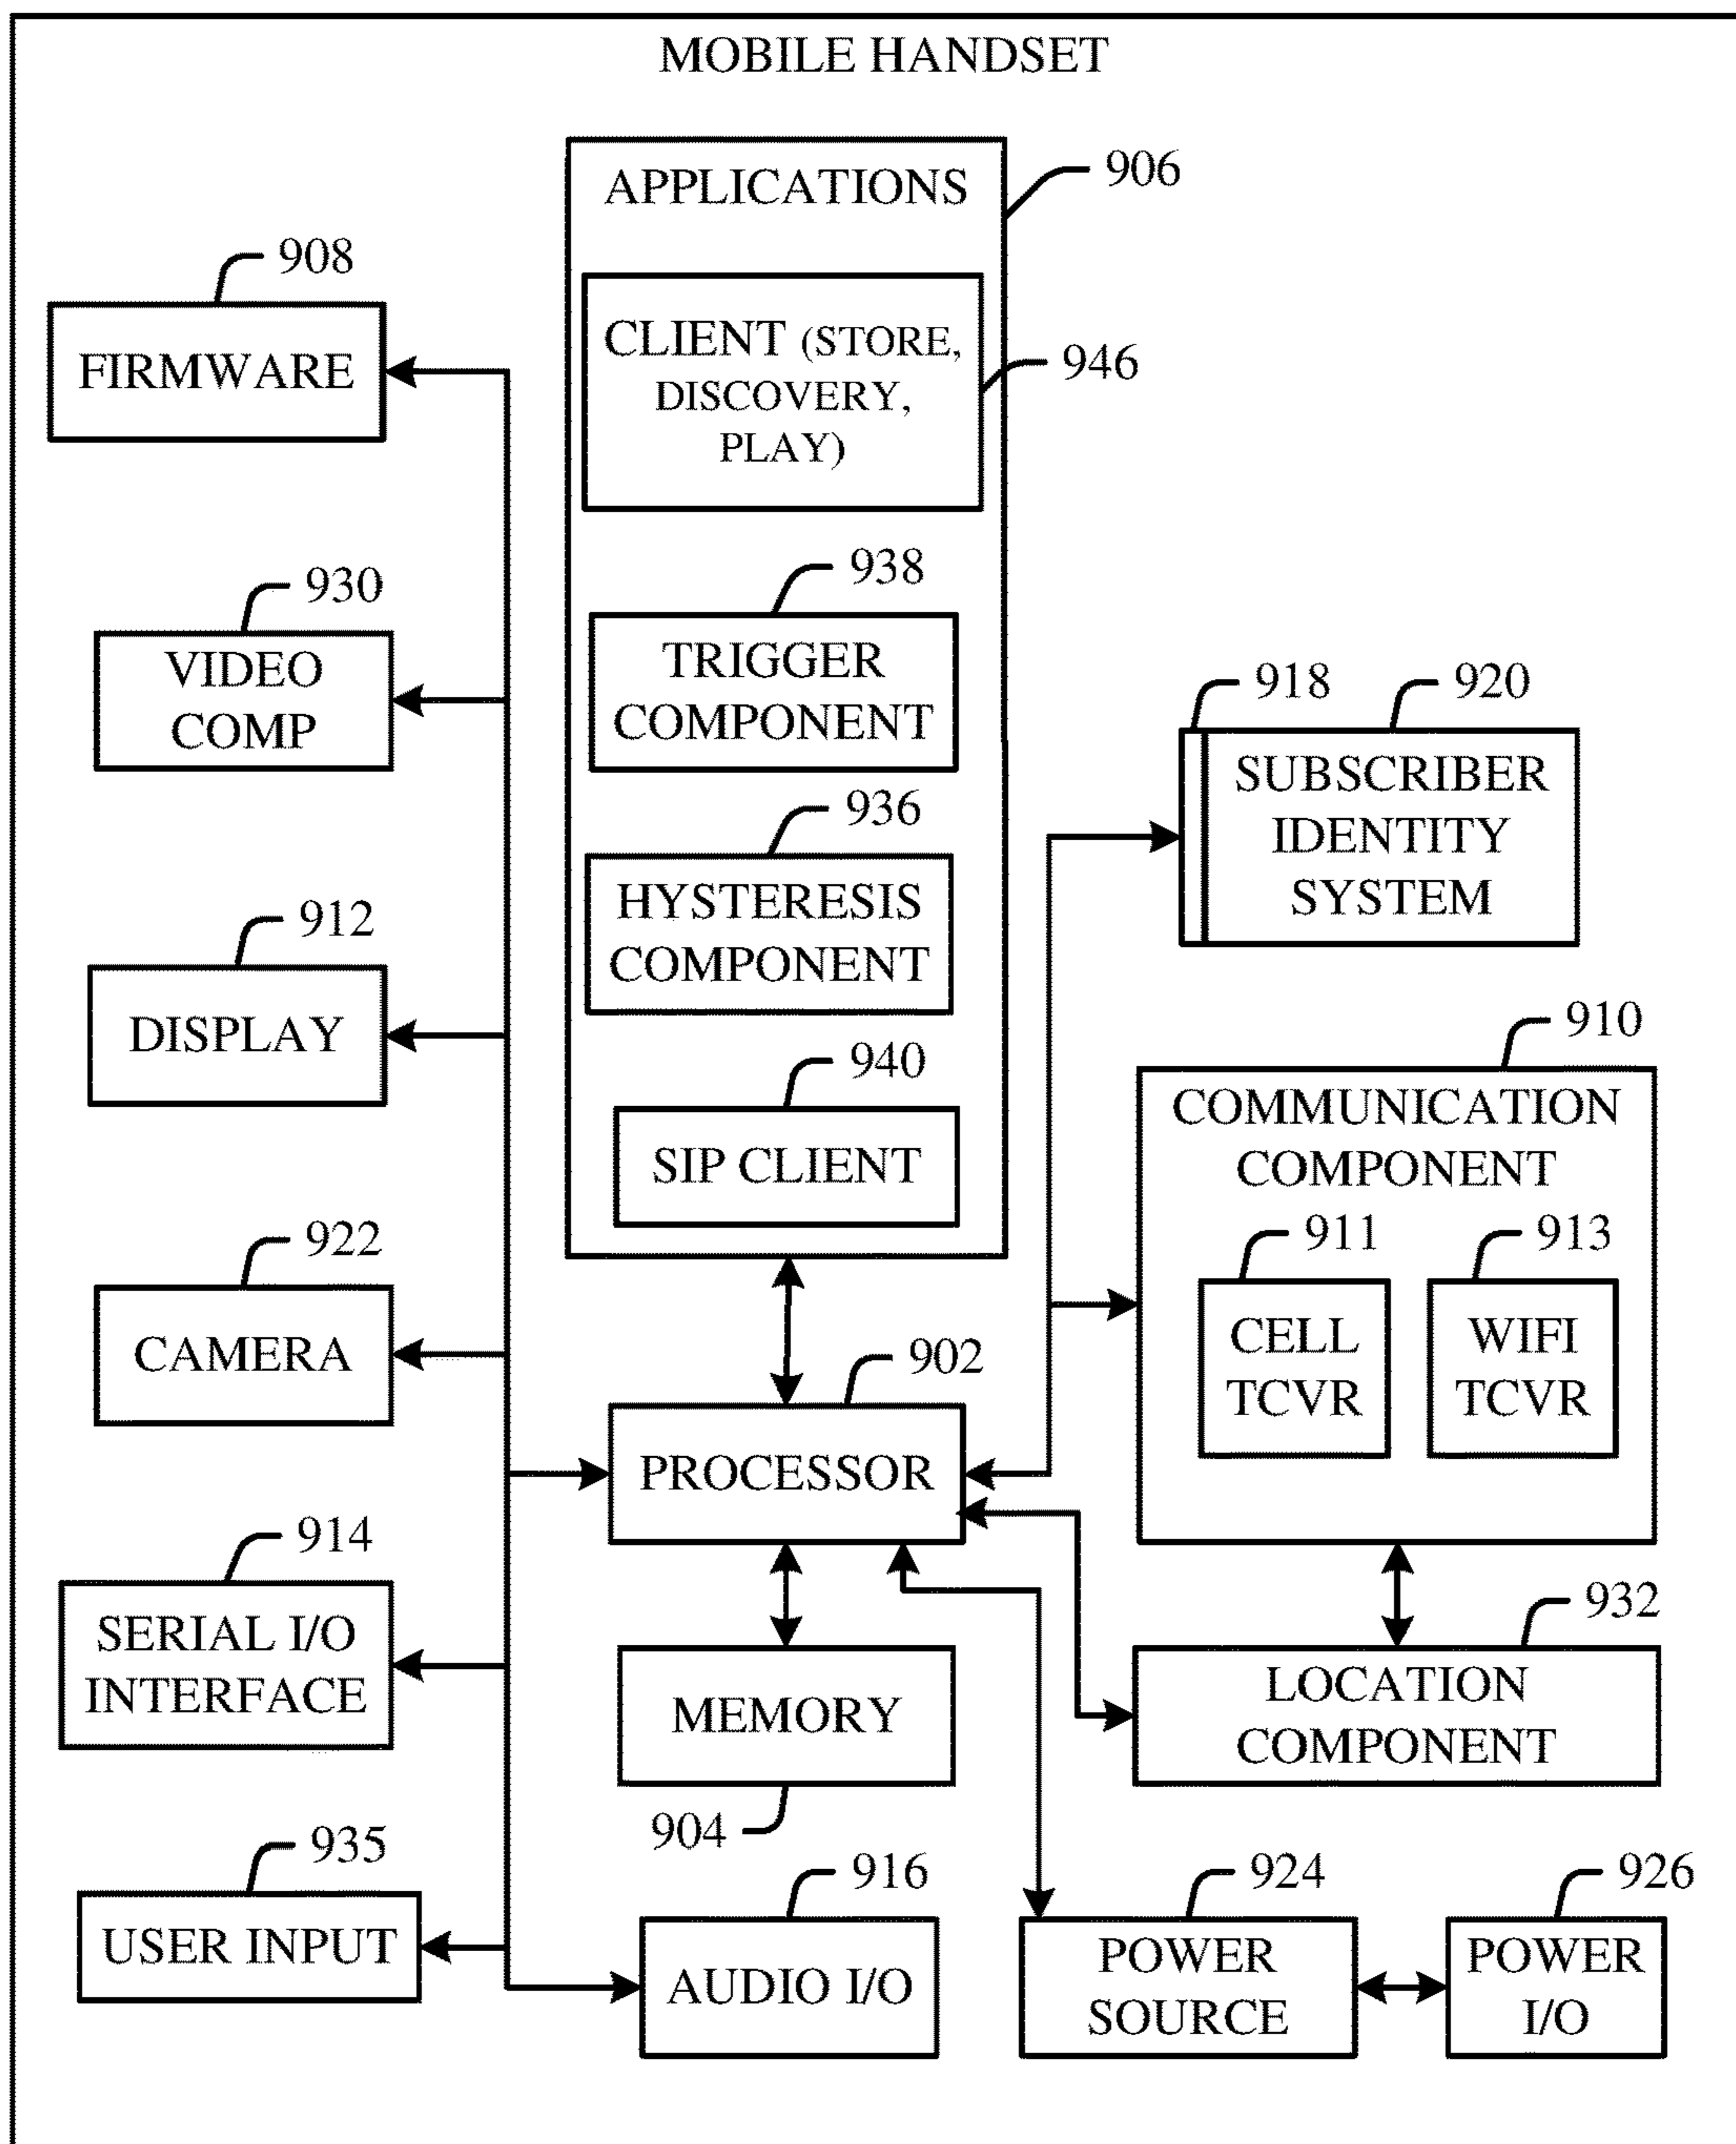 MOBILE HANDSET
906
APPLICATIONS
CLIENT (STORE,
DISCOVERY,
PLAY)
946
938
TRIGGER
COMPONENT
936
HYSTERESIS
COMPONENT
940
SIP CLIENT
908
FIRMWARE
930
VIDEO
COMP
912
DISPLAY
922
CAMERA
914
SERIAL I/O
INTERFACE
935
USER INPUT
902
PROCESSOR
MEMORY
904
916
AUDIO I/O
918
920
SUBSCRIBER
IDENTITY
SYSTEM
910
COMMUNICATION
COMPONENT
911
CELL
TCVR
913
WIFI
TCVR
932
LOCATION
COMPONENT
924
POWER
SOURCE
926
POWER
I/O